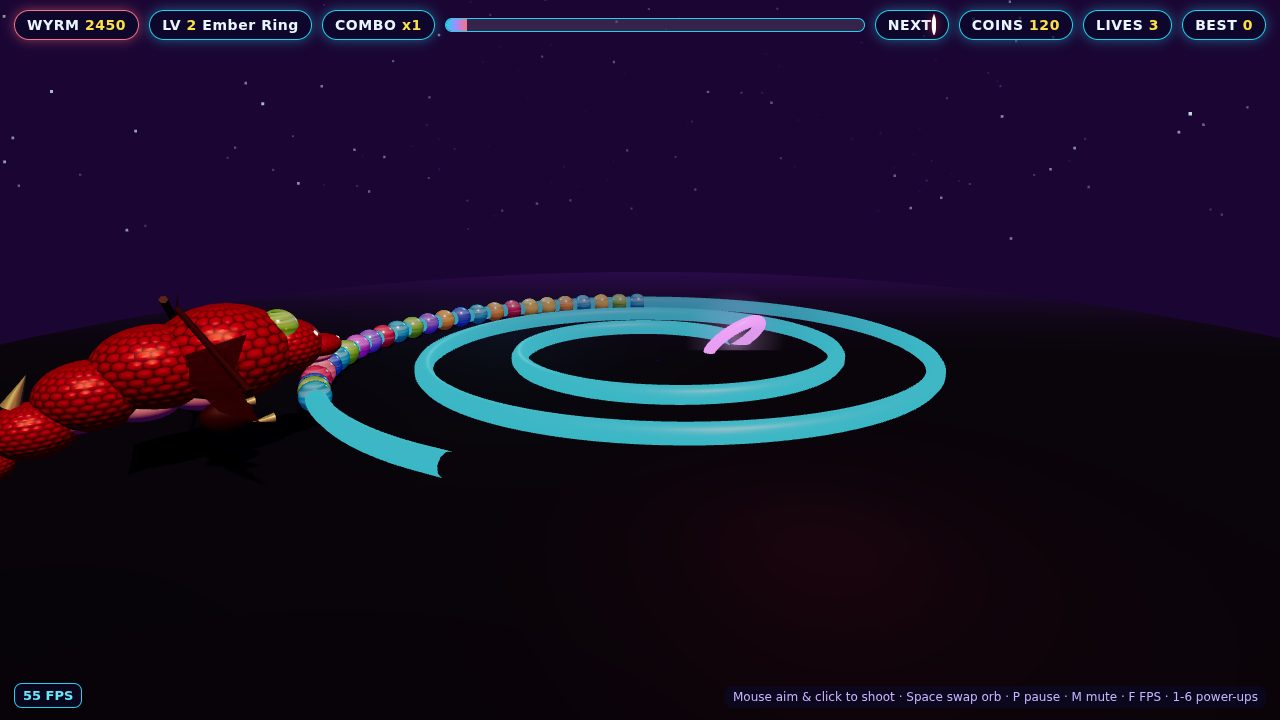 WYRM 2450
LV 2 Ember Ring
COMBO x1
NEXT
COINS 120
LIVES 3
BEST 0
55 FPS
Mouse aim & click to shoot · Space swap orb · P pause · M mute · F FPS · 1-6 power-ups